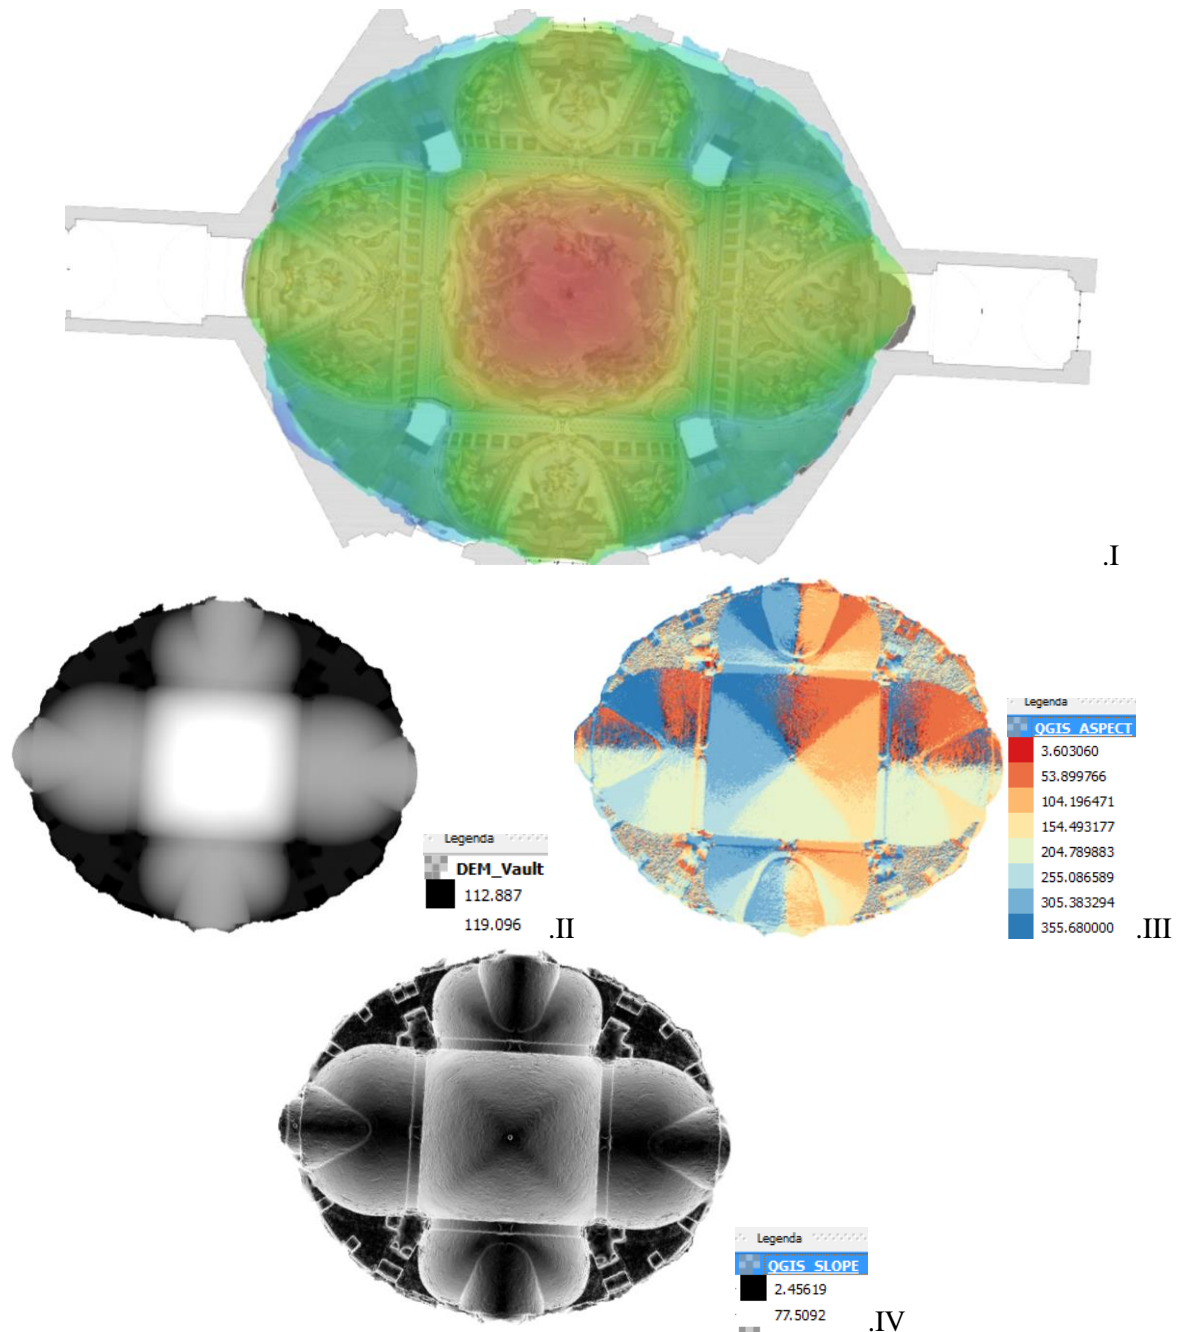 .I
Legenda
DEM_Vault
112.887
119.096
.II
Legenda
QGIS_ASPECT
3.603060
53.899766
104.196471
154.493177
204.789883
255.086589
305.383294
355.680000
.III
Legenda
QGIS_SLOPE
2.45619
77.5092
.IV